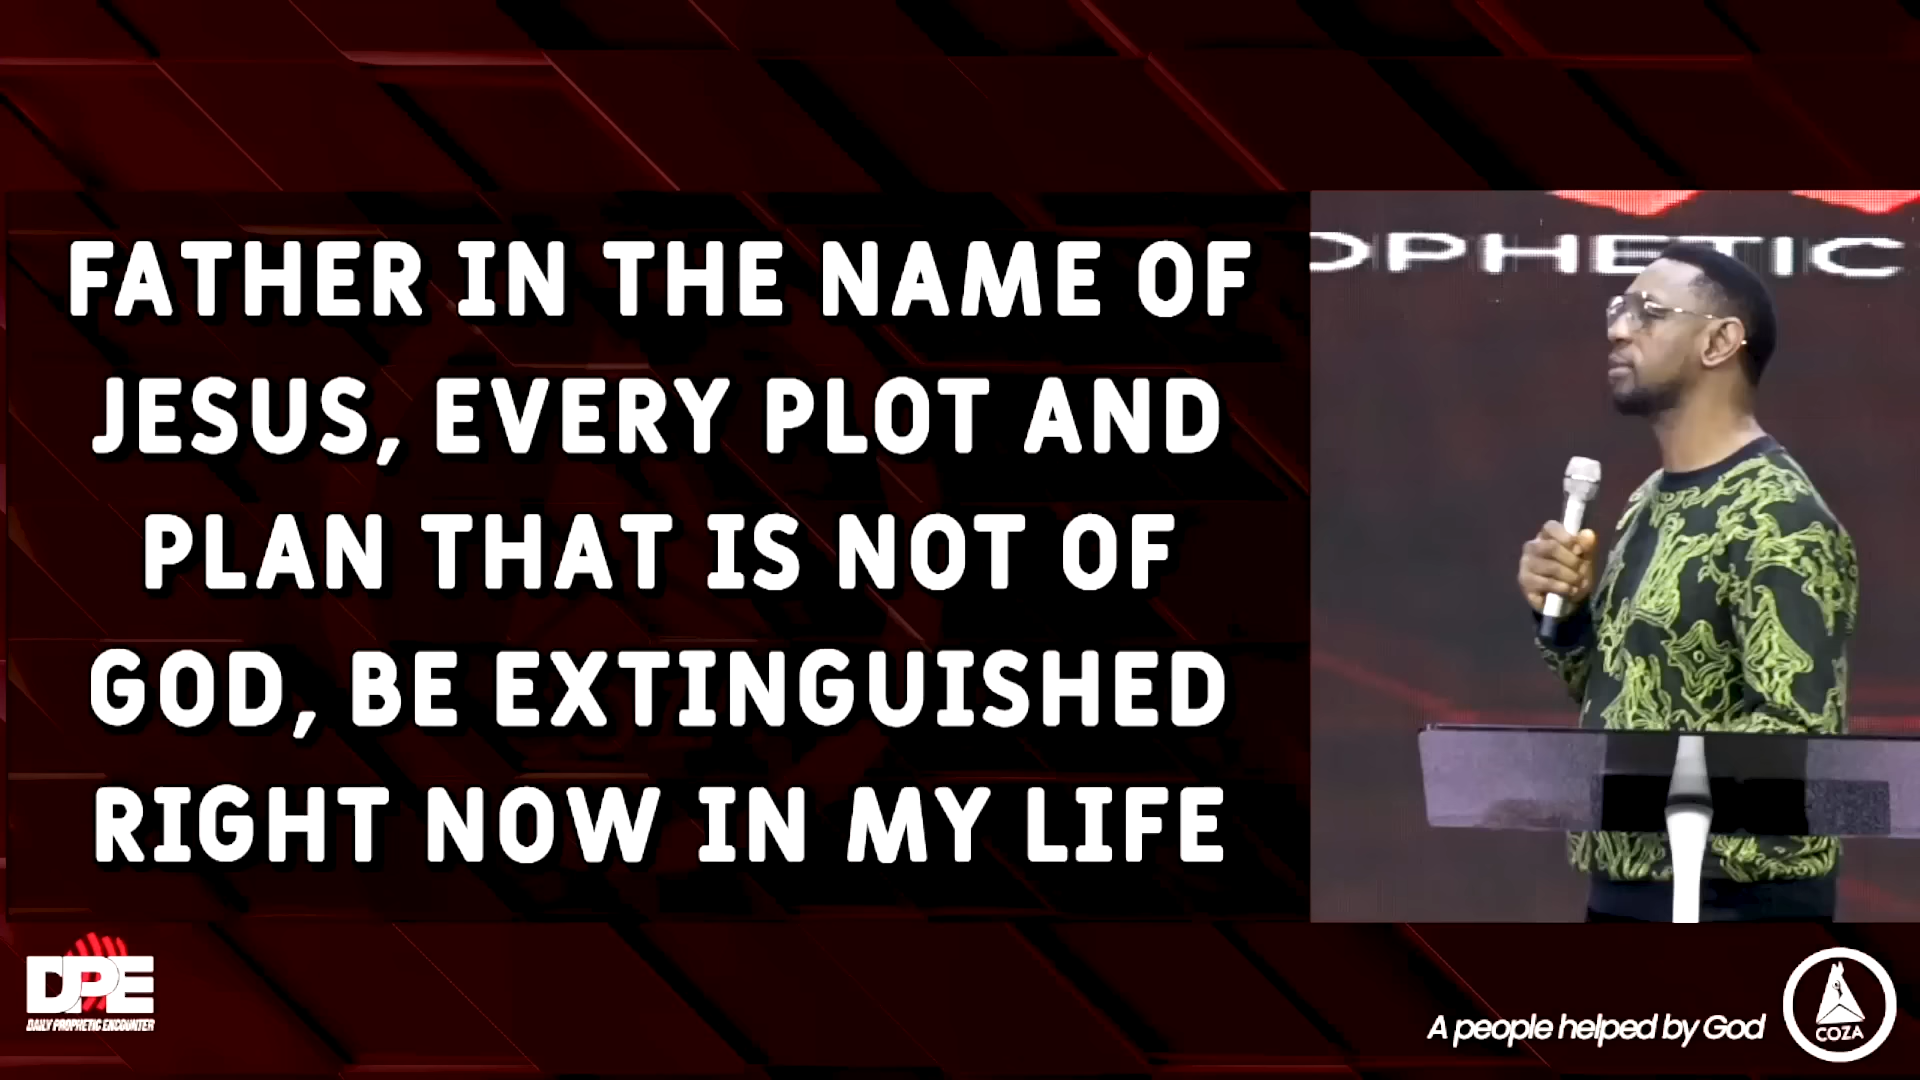 FATHER IN THE NAME OF
JESUS, EVERY PLOT AND
PLAN THAT IS NOT OF
GOD, BE EXTINGUISHED
RIGHT NOW IN MY LIFE
OPHETIC
DPE
DAILY PROPHETIC ENCOUNTER
A people helped by God
COZA